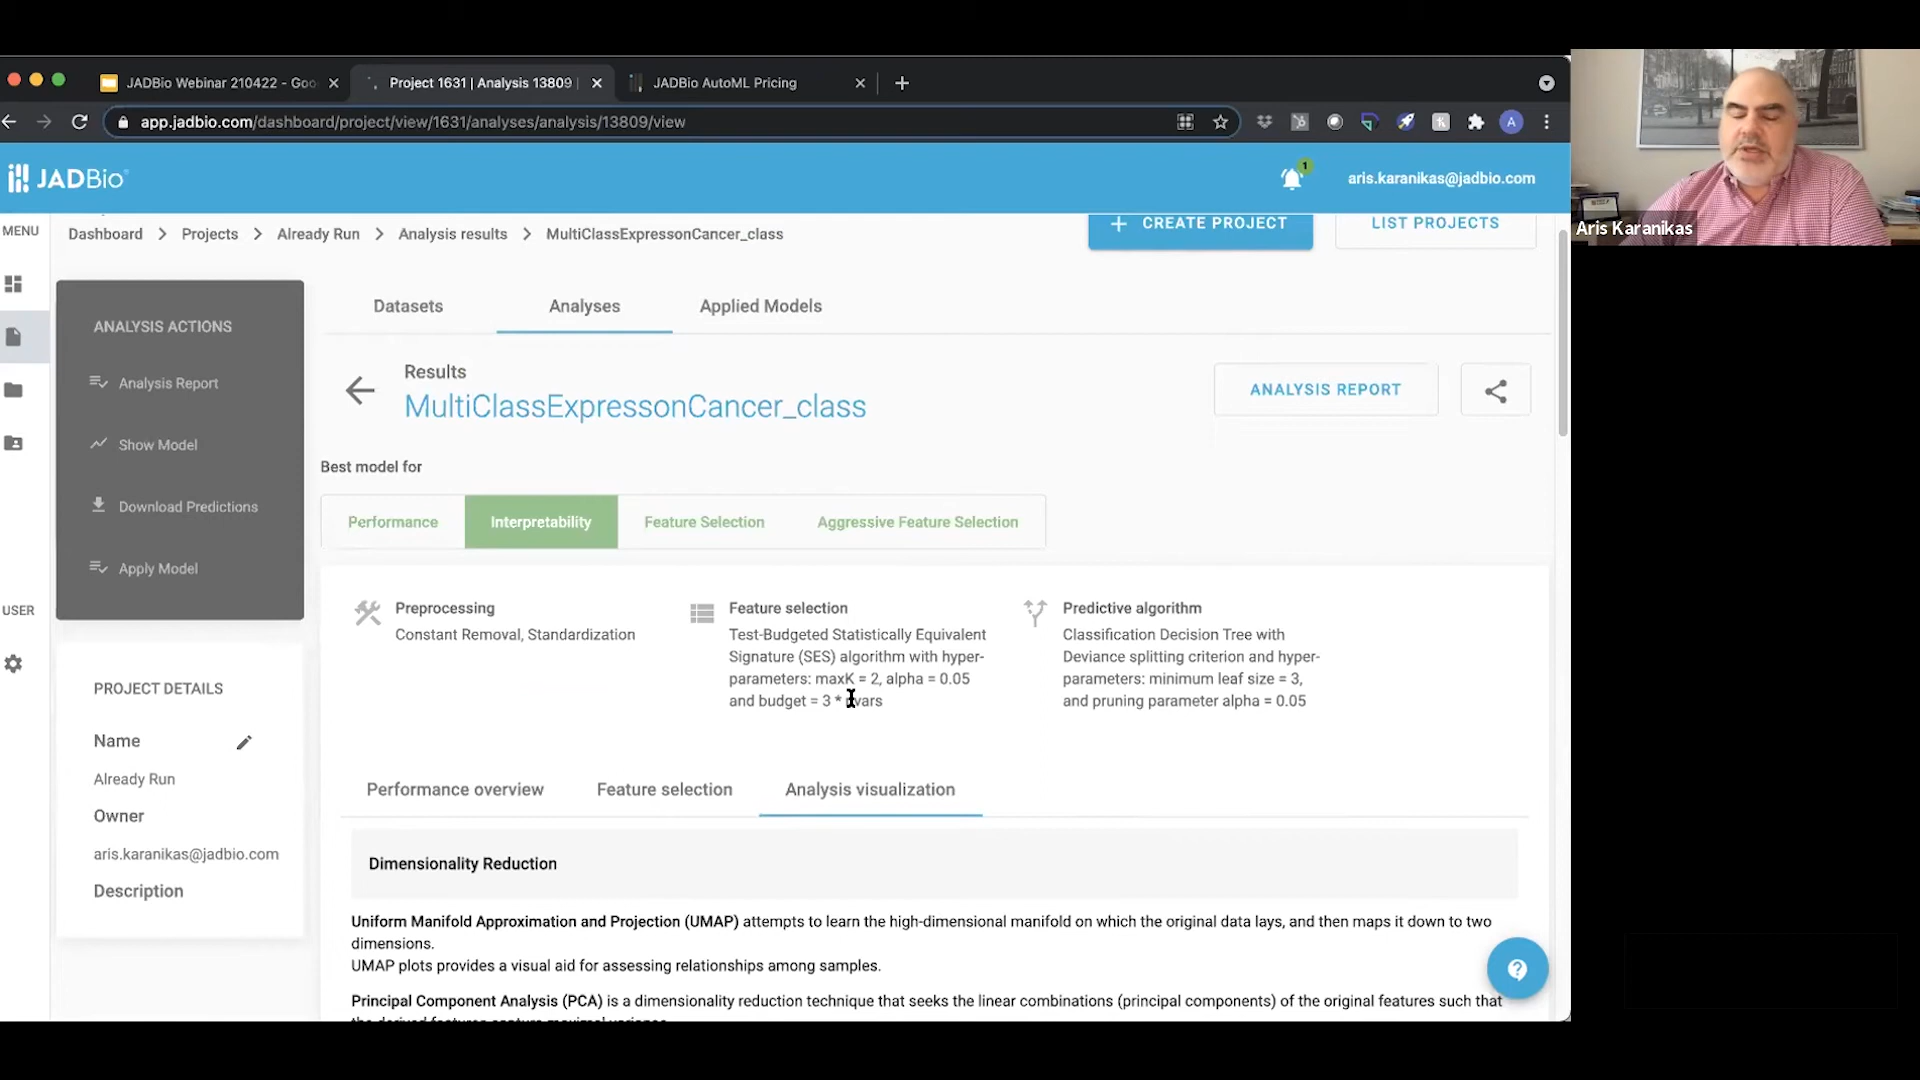 JADBio Webinar 210422 - Goo
Project 1631 | Analysis 13809 |
JADBio AutoML Pricing
app.jadbio.com/dashboard/project/view/1631/analyses/analysis/13809/view
A
JADBio
1
aris.karanikas@jadbio.com
Aris Karanikas
MENU
Dashboard > Projects > Already Run > Analysis results > MultiClassExpressonCancer_class
+ CREATE PROJECT
LIST PROJECTS
ANALYSIS ACTIONS
Analysis Report
Show Model
Download Predictions
Apply Model
USER
PROJECT DETAILS
Name
Already Run
Owner
aris.karanikas@jadbio.com
Description
Datasets
Analyses
Applied Models
Results
MultiClassExpressonCancer_class
ANALYSIS REPORT
Best model for
Performance
Interpretability
Feature Selection
Aggressive Feature Selection
Preprocessing
Constant Removal, Standardization
Feature selection
Test-Budgeted Statistically Equivalent
Signature (SES) algorithm with hyper-
parameters: maxK = 2, alpha = 0.05
and budget = 3 *
Predictive algorithm
Classification Decision Tree with
Deviance splitting criterion and hyper-
parameters: minimum leaf size = 3,
and pruning parameter alpha = 0.05
Performance overview
Feature selection
Analysis visualization
Dimensionality Reduction
Uniform Manifold Approximation and Projection (UMAP) attempts to learn the high-dimensional manifold on which the original data lays, and then maps it down to two
dimensions.
UMAP plots provides a visual aid for assessing relationships among samples.
Principal Component Analysis (PCA) is a dimensionality reduction technique that seeks the linear combinations (principal components) of the original features such that